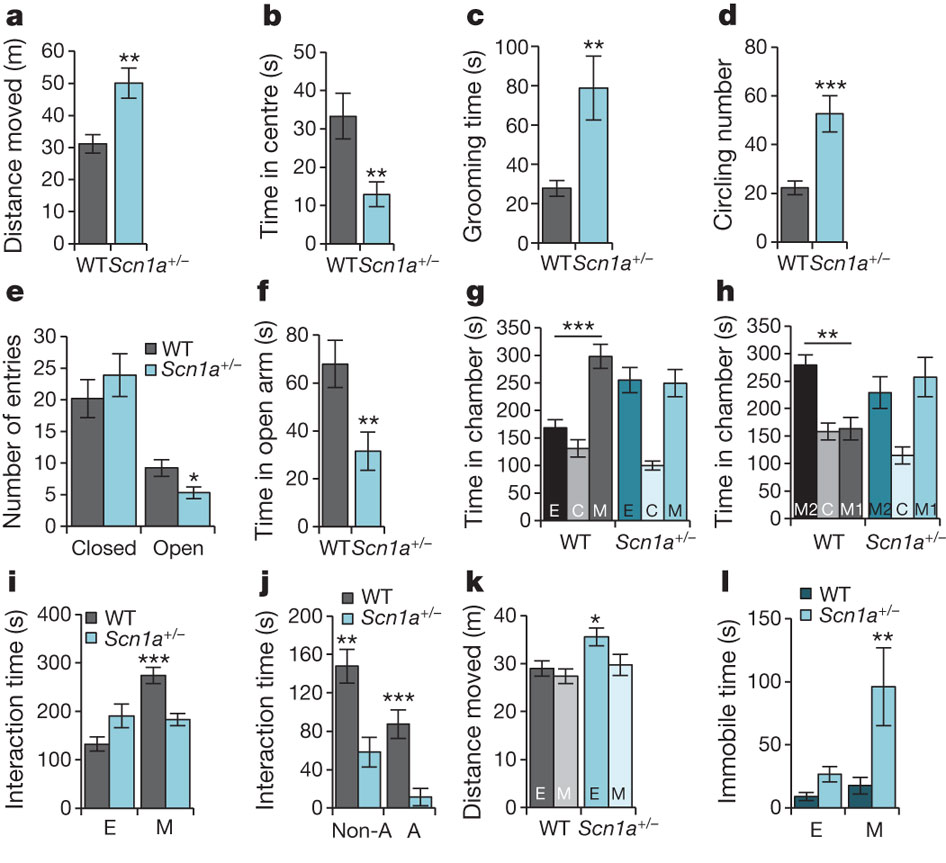 a
Distance moved (m)
60
50
40
30
20
10
0
**
WT Scn1a+/–
b
Time in centre (s)
50
40
30
20
10
0
**
WT Scn1a+/–
c
Grooming time (s)
100
80
60
40
20
0
**
WT Scn1a+/–
d
Circling number
80
60
40
20
0
***
WT Scn1a+/–
e
Number of entries
30
25
20
15
10
5
0
WT
Scn1a+/–
*
Closed Open
f
Time in open arm (s)
80
60
40
20
0
**
WT Scn1a+/–
g
Time in chamber (s)
350
300
250
200
150
100
50
0
***
E C M E C M
WT Scn1a+/–
h
Time in chamber (s)
350
300
250
200
150
100
50
0
**
M2 C M1 M2 C M1
WT Scn1a+/–
i
Interaction time (s)
400
300
200
100
0
WT
Scn1a+/–
***
E M
j
Interaction time (s)
200
160
120
80
40
0
WT
Scn1a+/–
**
***
Non-A A
k
Distance moved (m)
40
30
20
10
0
*
E M E M
WT Scn1a+/–
l
Immobile time (s)
150
100
50
0
WT
Scn1a+/–
**
E M